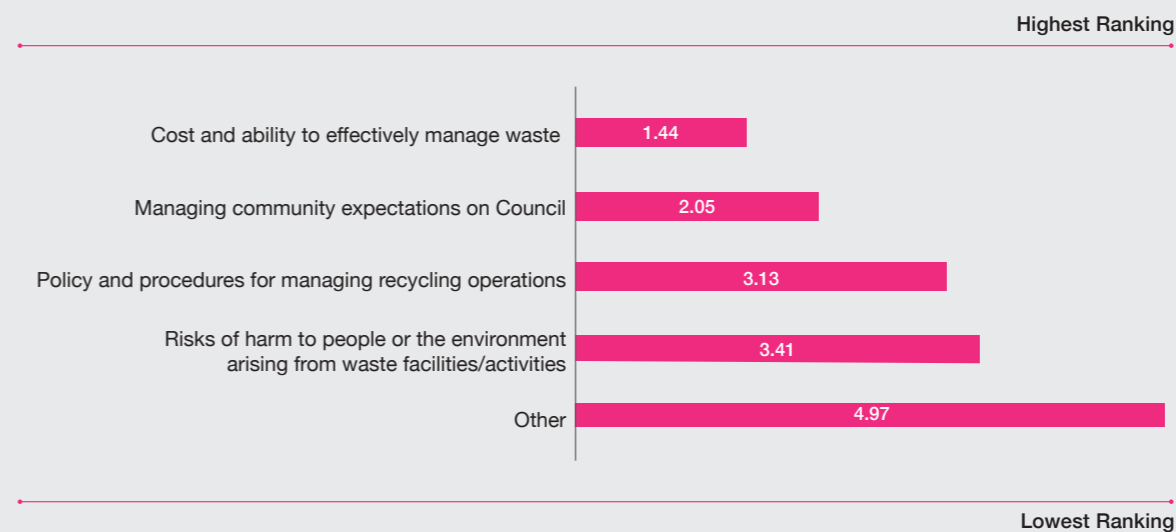 Highest Ranking
Cost and ability to effectively manage waste
1.44
Managing community expectations on Council
2.05
Policy and procedures for managing recycling operations
3.13
Risks of harm to people or the environment
arising from waste facilities/activities
3.41
Other
4.97
Lowest Ranking